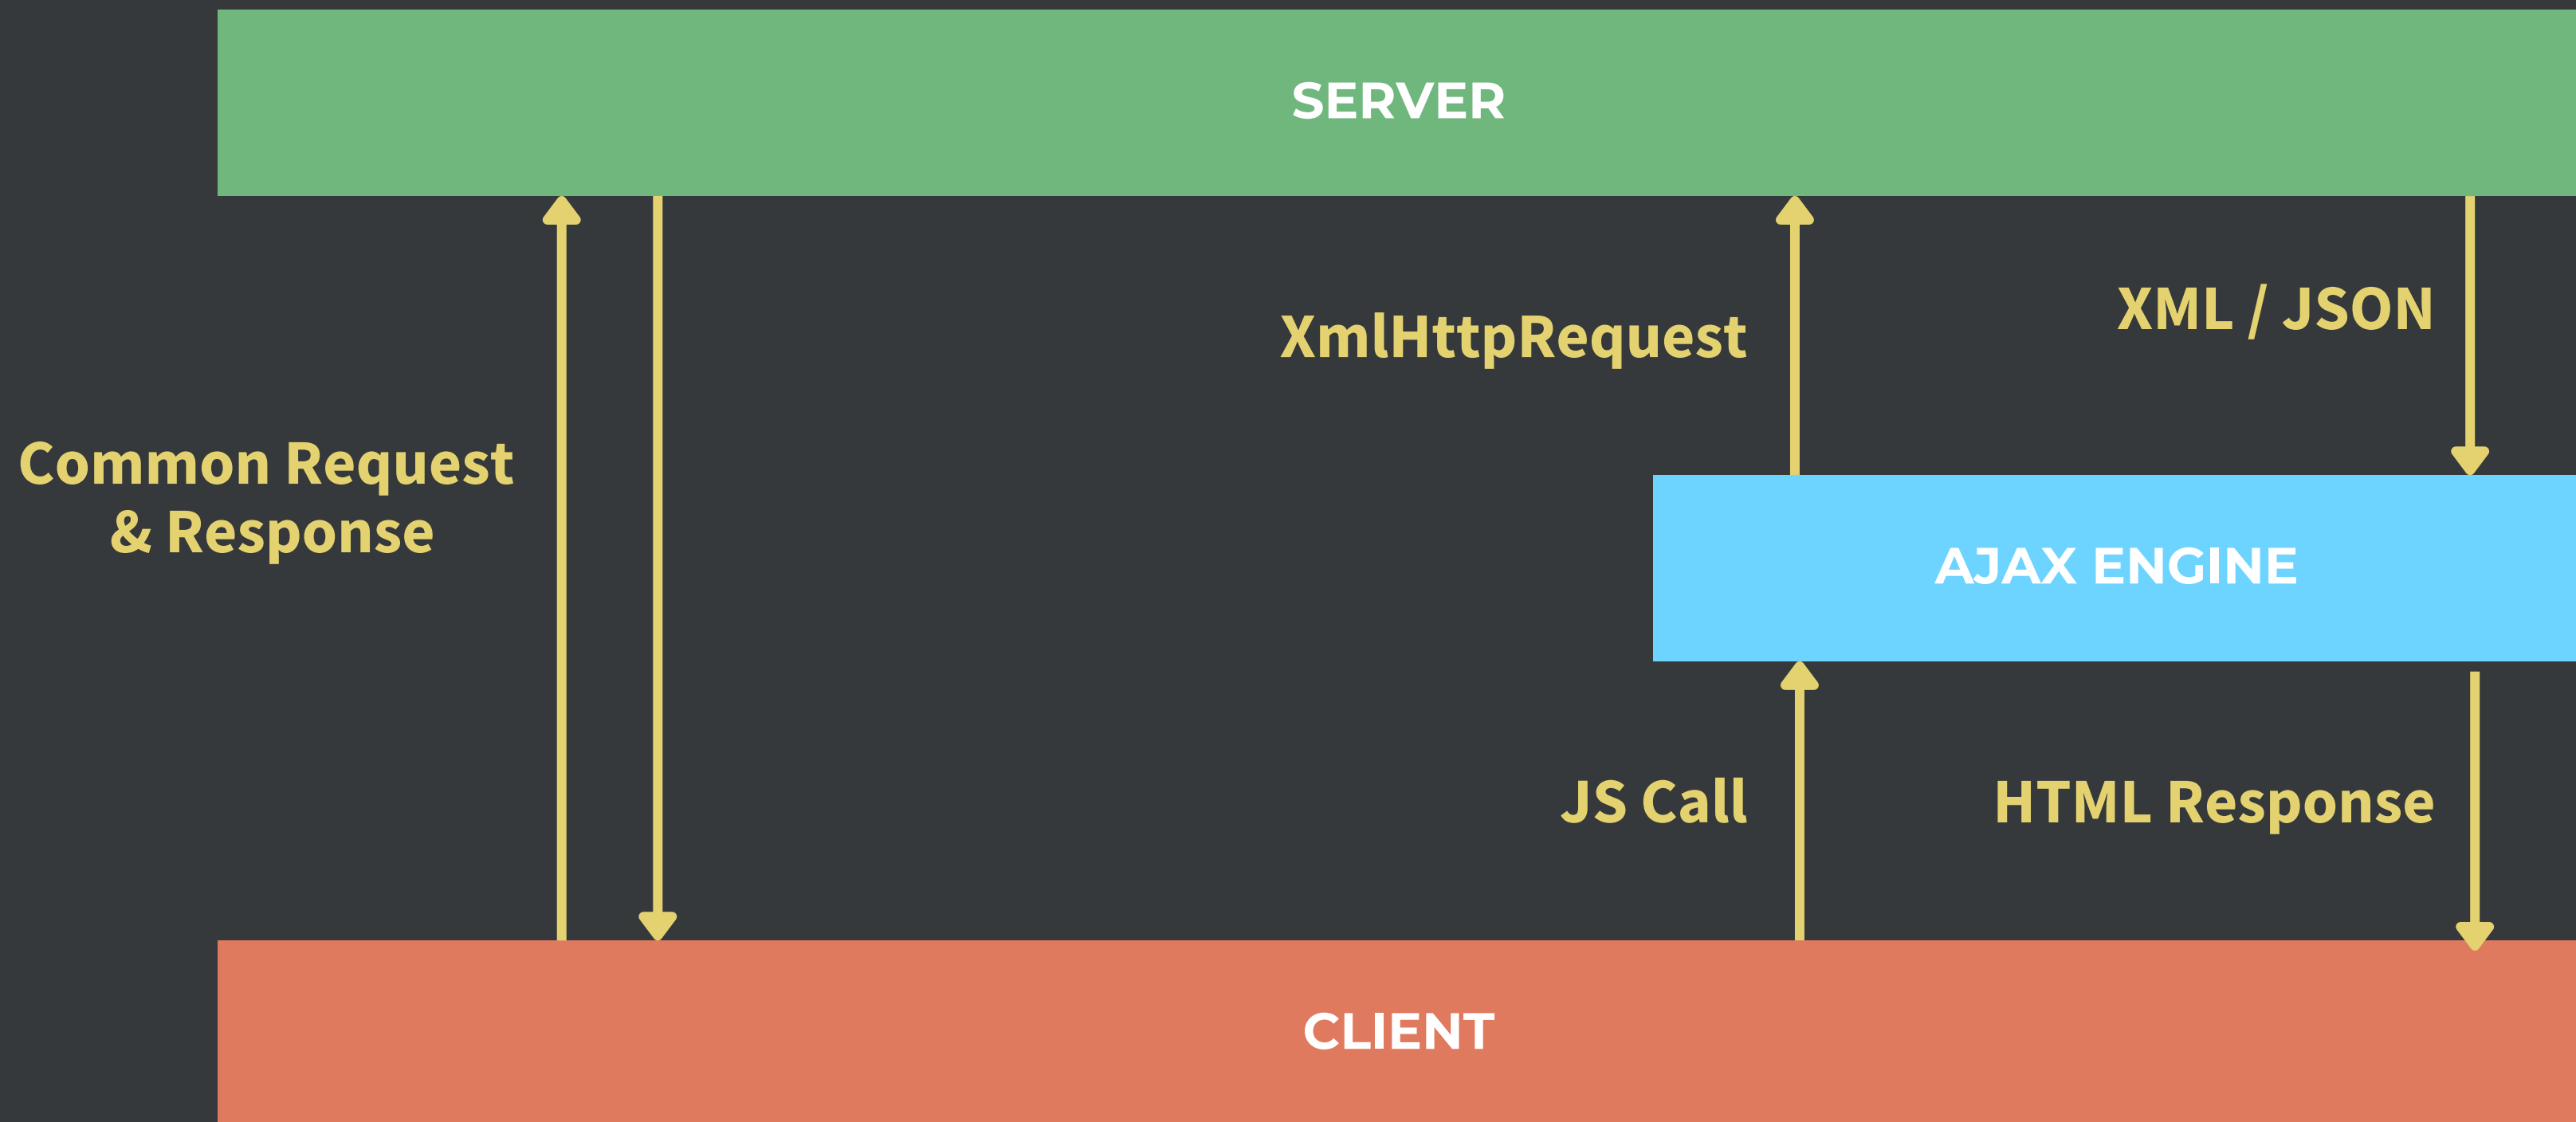 SERVER
XmlHttpRequest
XML / JSON
Common Request
& Response
AJAX ENGINE
JS Call
HTML Response
CLIENT